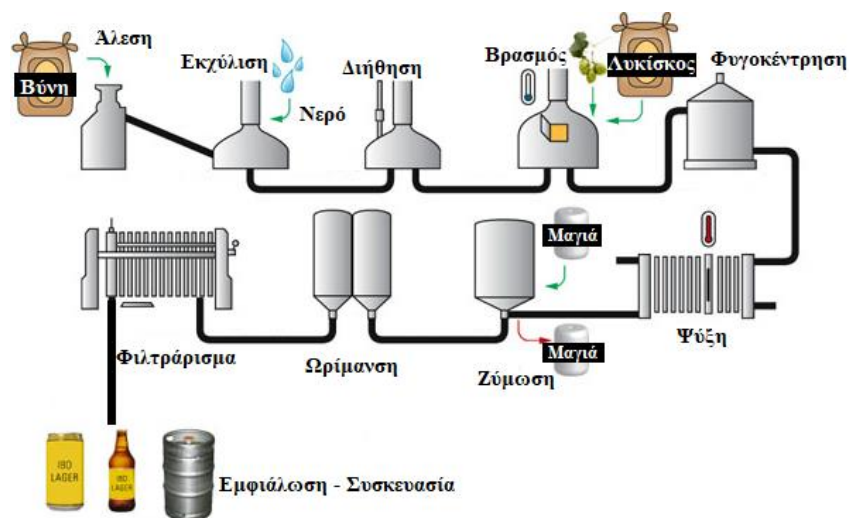 Άλεση
Βύνη
Εκχύλιση
Νερό
Διήθηση
Βρασμός
Λυκίσκος
Φυγοκέντρηση
Φιλτράρισμα
Ωρίμανση
Μαγιά
Μαγιά
Ζύμωση
Ψύξη
IBD
LAGER
IBD
LAGER
Εμφιάλωση - Συσκευασία